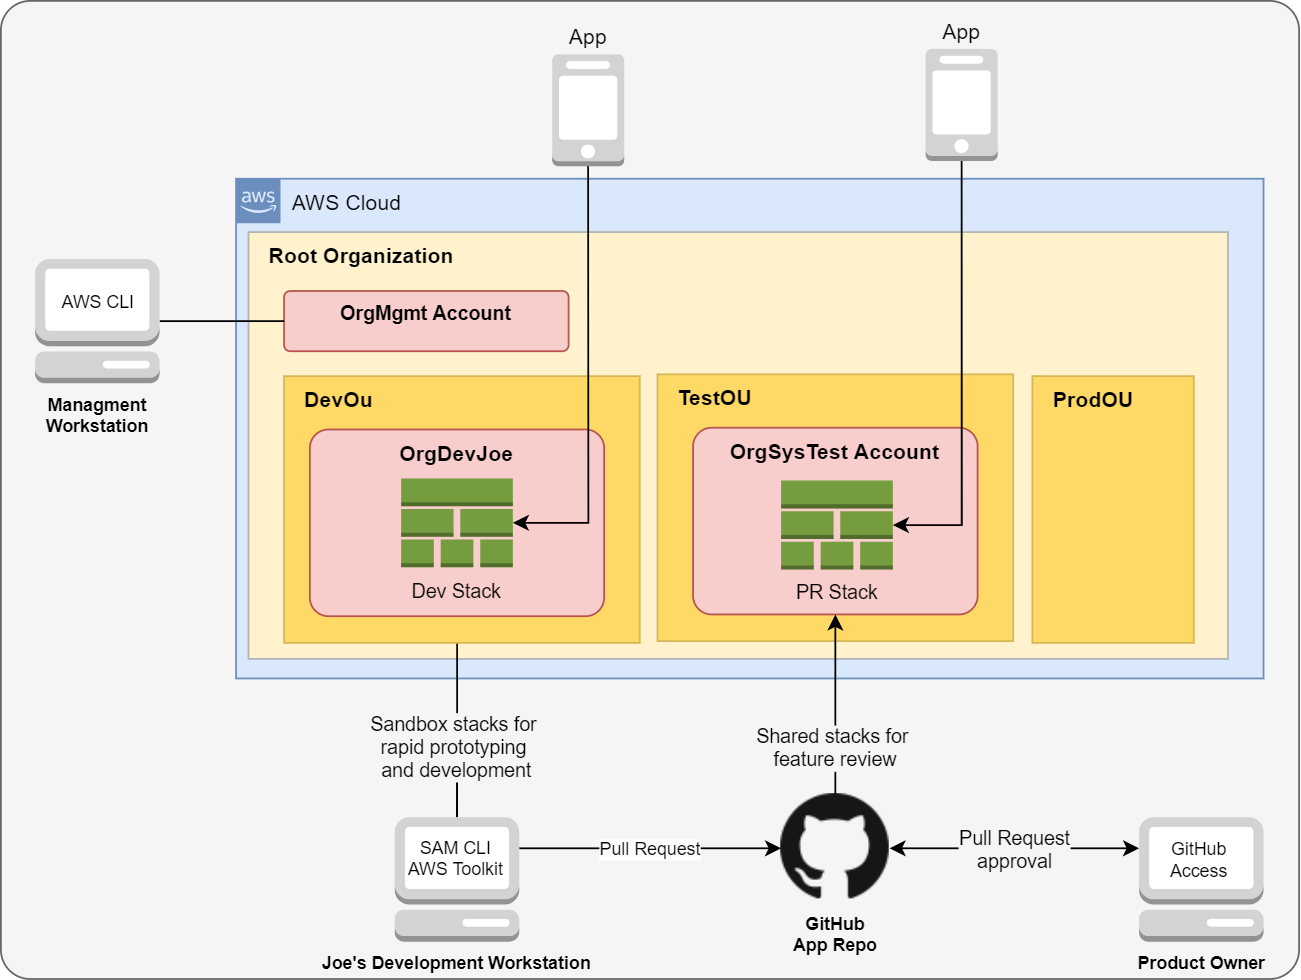 App
App
aws
AWS Cloud
Root Organization
OrgMgmt Account
AWS CLI
Managment
Workstation
DevOu
TestOU
ProdOU
OrgDevJoe
OrgSysTest Account
Dev Stack
PR Stack
Sandbox stacks for
rapid prototyping
and development
Shared stacks for
feature review
SAM CLI
AWS Toolkit
Pull Request
Pull Request
approval
GitHub
Access
GitHub
App Repo
Joe's Development Workstation
Product Owner